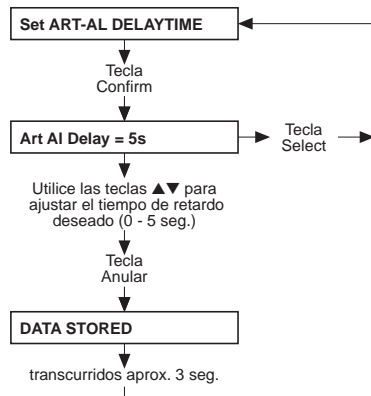 Set ART-AL DELAYTIME
Tecla
Confirm
Art Al Delay = 5s
Tecla
Select
Utilice las teclas ▲▼ para
ajustar el tiempo de retardo
deseado (0 - 5 seg.)
Tecla
Anular
DATA STORED
transcurridos aprox. 3 seg.